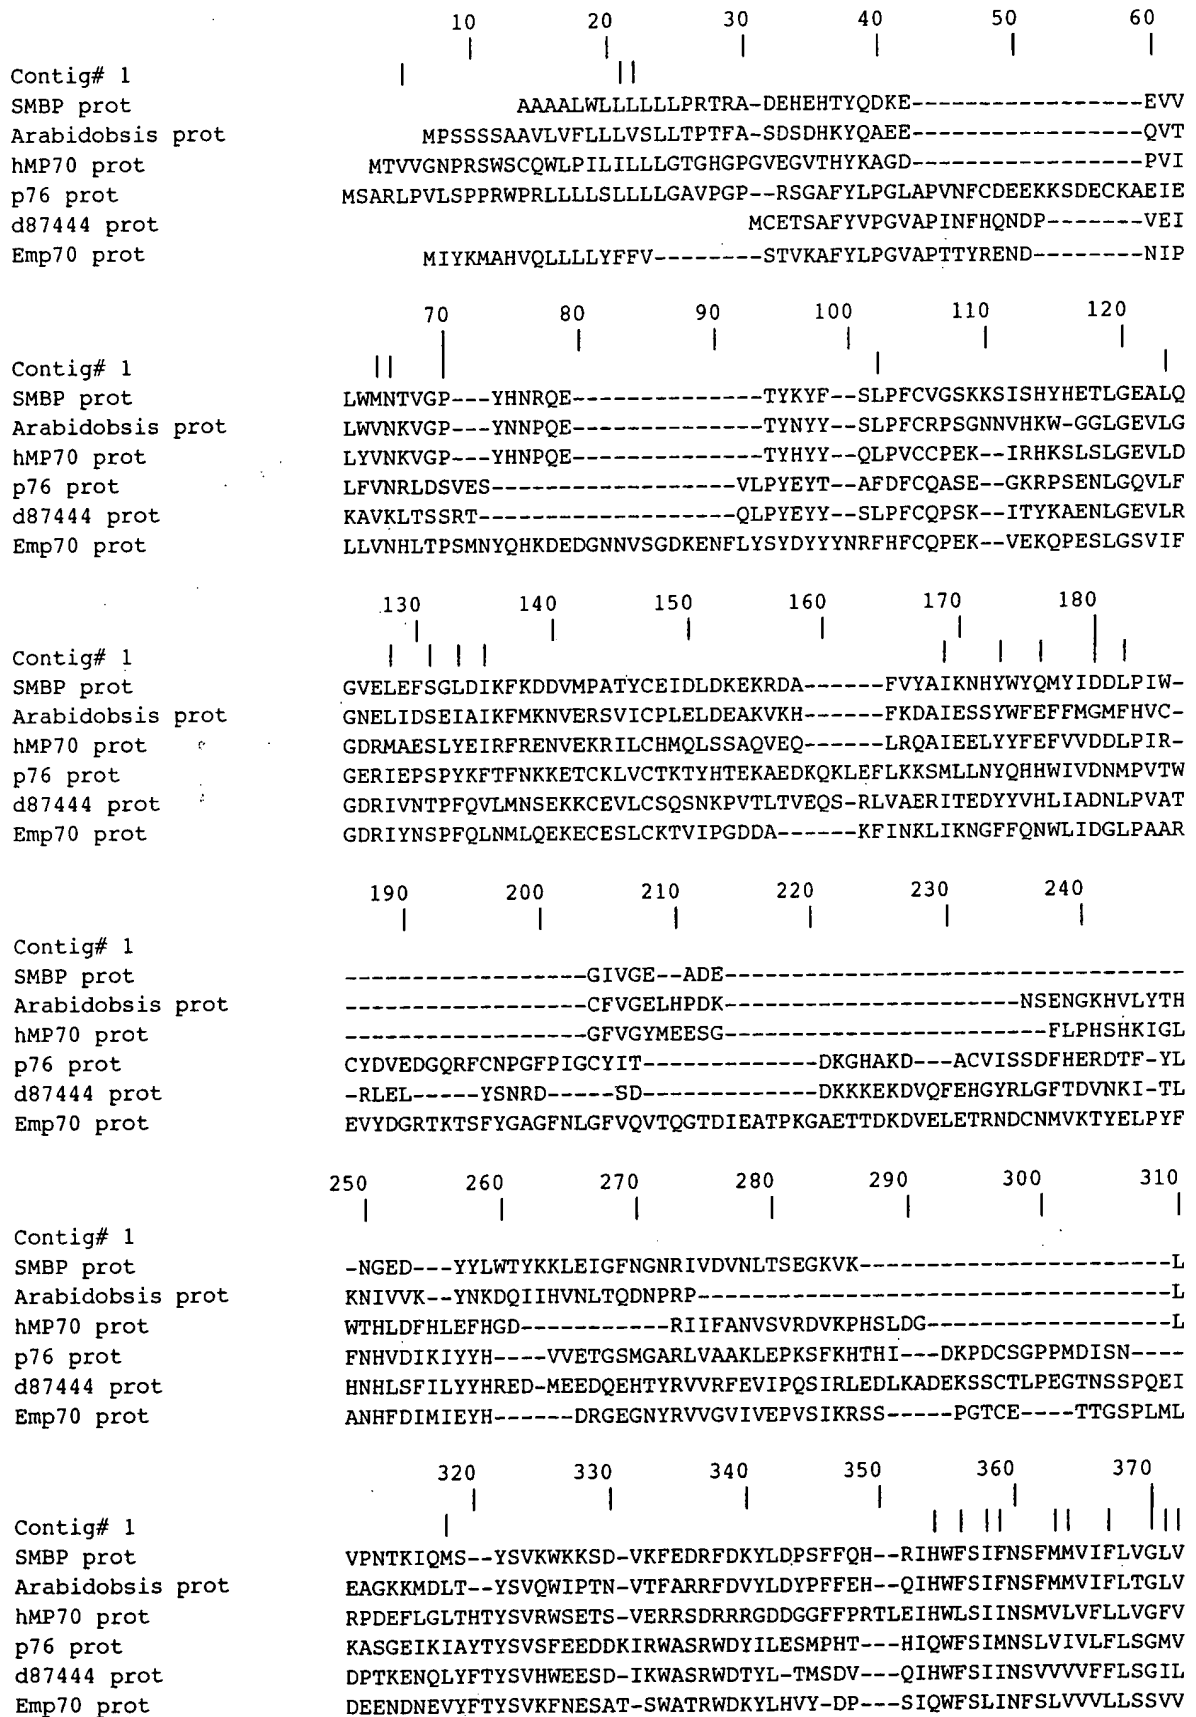 10 20 30 40 50 60
Contig# 1
SMBP prot AAAALWLLLLLLPRTRA-DEHEHTYQDKE-----------------EVV
Arabidobsis prot MPSSSSAAVLVFLLLVSLLTPTFA-SDSDHKYQAEE-----------------QVT
hMP70 prot MTVVGNPRSWSCQWLPILILLLGTGHGPGVEGVTHYKAGD-----------------PVI
p76 prot MSARLPVLSPPRWPRLLLLSLLLLGAVPGP--RSGAFYLPGLAPVNFCDEEKKSDECKAEIE
d87444 prot MCETSAFYVPGVAPINFHQNDP-------VEI
Emp70 prot MIYKMAHVQLLLLYFFV--------STVKAFYLPGVAPTTYREND--------NIP
70 80 90 100 110 120
Contig# 1
SMBP prot LWMNTVGP---YHNRQE--------------TYKYF--SLPFCVGSKKSISHYHETLGEALQ
Arabidobsis prot LWVNKVGP---YNNPQE--------------TYNYY--SLPFCRPSGNNVHKW-GGLGEVLG
hMP70 prot LYVNKVGP---YHNPQE--------------TYHYY--QLPVCCPEK--IRHKSLSLGEVLD
p76 prot LFVNRLDSVES------------------VLPYEYT--AFDFCQASE--GKRPSENLGQVLF
d87444 prot KAVKLTSSRT-------------------QLPYEYY--SLPFCQPSK--ITYKAENLGEVLR
Emp70 prot LLVNHLTPSMNYQHKDEDGNNVSGDKENFLYSYDYYYNRFHFCQPEK--VEKQPESLGSVIF
130 140 150 160 170 180
Contig# 1
SMBP prot GVELEFSGLDIKFKDDVMPATYCEIDLDKEKRDA------FVYAIKNHYWYQMYIDDLPIW-
Arabidobsis prot GNELIDSEIAIKFMKNVERSVICPLELDEAKVKH------FKDAIESSYWFEFFMGMFHVC-
hMP70 prot GDRMAESLYEIRFRENVEKRILCHMQLSSAQVEQ------LRQAIEELYYFEFVVDDLPIR-
p76 prot GERIEPSPYKFTFNKKETCKLVCTKTYHTEKAEDKQKLEFLKKSMLLNYQHHWIVDNMPVTW
d87444 prot GDRIVNTPFQVLMNSEKKCEVLCSQSNKPVTLTVEQS-RLVAERITEDYYVHLIADNLPVAT
Emp70 prot GDRIYNSPFQLNMLQEKECESLCKTVIPGDDA------KFINKLIKNGFFQNWLIDGLPAAR
190 200 210 220 230 240
Contig# 1
SMBP prot ------------------GIVGE--ADE----------------------------------
Arabidobsis prot ------------------CFVGELHPDK----------------------NSENGKHVLYTH
hMP70 prot ------------------GFVGYMEESG------------------------FLPHSHKIGL
p76 prot CYDVEDGQRFCNPGFPIGCYIT-------------DKGHAKD---ACVISSDFHERDTF-YL
d87444 prot -RLEL-----YSNRD-----SD-------------DKKKEKDVQFEHGYRLGFTDVNKI-TL
Emp70 prot EVYDGRTKTSFYGAGFNLGFVQVTQGTDIEATPKGAETTDKDVELETRNDCNMVKTYELPYF
250 260 270 280 290 300 310
Contig# 1
SMBP prot -NGED---YYLWTYKKLEIGFNGNRIVDVNLTSEGKVK-----------------------L
Arabidobsis prot KNIVVK--YNKDQIIHVNLTQDNPRP-----------------------------------L
hMP70 prot WTHLDFHLEFHGD-----------RIIFANVSVRDVKPHSLDG------------------L
p76 prot FNHVDIKIYYH----VVETGSMGARLVAAKLEPKSFKHTHI---DKPDCSGPPMDISN----
d87444 prot HNHLSFILYYHRED-MEEDQEHTYRVVRFEVIPQSIRLEDLKADEKSSCTLPEGTNSSPQEI
Emp70 prot ANHFDIMIEYH------DRGEGNYRVVGVIVEPVSIKRSS-----PGTCE----TTGSPLML
320 330 340 350 360 370
Contig# 1
SMBP prot VPNTKIQMS--YSVKWKKSD-VKFEDRFDKYLDPSFFQH--RIHWFSIFNSFMMVIFLVGLV
Arabidobsis prot EAGKKMDLT--YSVQWIPTN-VTFARRFDVYLDYPFFEH--QIHWFSIFNSFMMVIFLTGLV
hMP70 prot RPDEFLGLTHTYSVRWSETS-VERRSDRRRGDDGGFFPRTLEIHWLSIINSMVLVFLLVGFV
p76 prot KASGEIKIAYTYSVSFEEDDKIRWASRWDYILESMPHT---HIQWFSIMNSLVIVLFLSGMV
d87444 prot DPTKENQLYFTYSVHWEESD-IKWASRWDTYL-TMSDV---QIHWFSIINSVVVVFFLSGIL
Emp70 prot DEENDNEVYFTYSVKFNESAT-SWATRWDKYLHVY-DP---SIQWFSLINFSLVVVLLSSVV